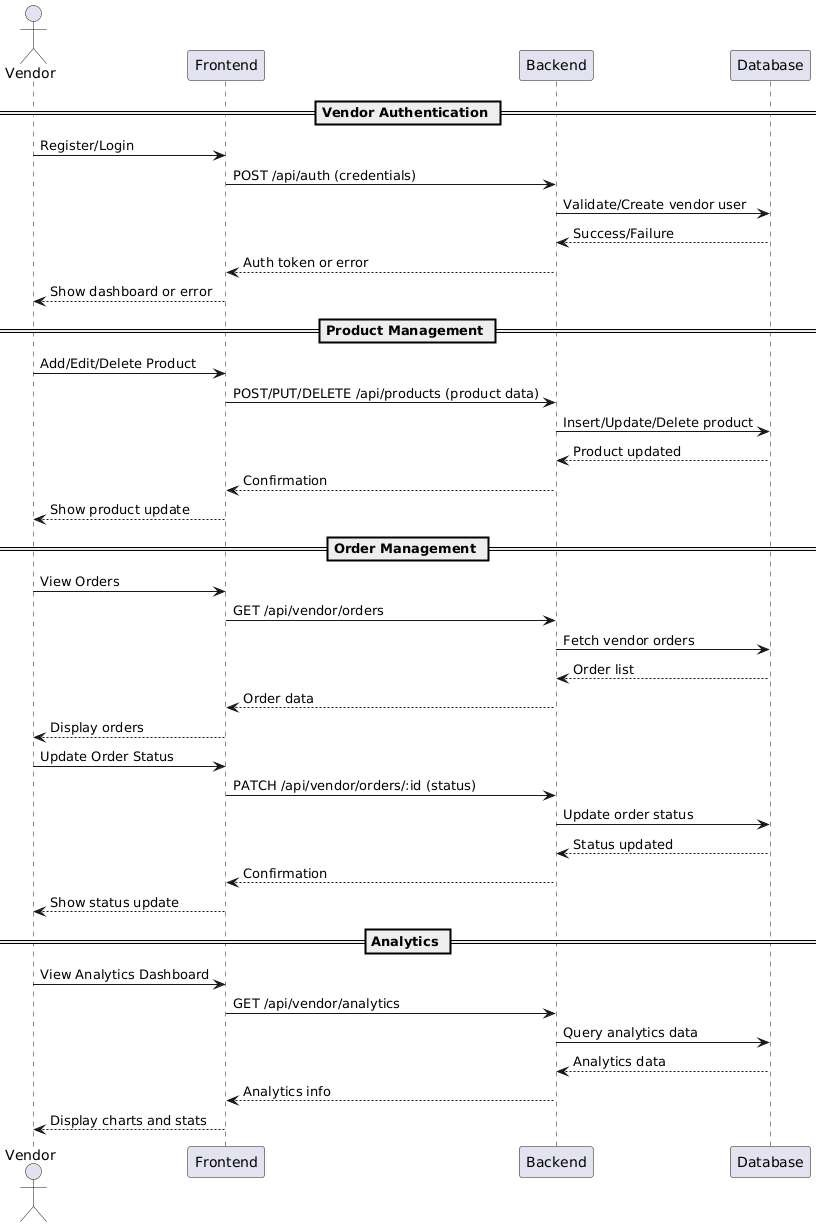 Vendor
Frontend
Backend
Database
Vendor Authentication
Register/Login
POST /api/auth (credentials)
Validate/Create vendor user
Success/Failure
Auth token or error
Show dashboard or error
Product Management
Add/Edit/Delete Product
POST/PUT/DELETE /api/products (product data)
Insert/Update/Delete product
Product updated
Confirmation
Show product update
Order Management
View Orders
GET /api/vendor/orders
Fetch vendor orders
Order list
Order data
Display orders
Update Order Status
PATCH /api/vendor/orders/:id (status)
Update order status
Status updated
Confirmation
Show status update
Analytics
View Analytics Dashboard
GET /api/vendor/analytics
Query analytics data
Analytics data
Analytics info
Display charts and stats
Vendor
Frontend
Backend
Database